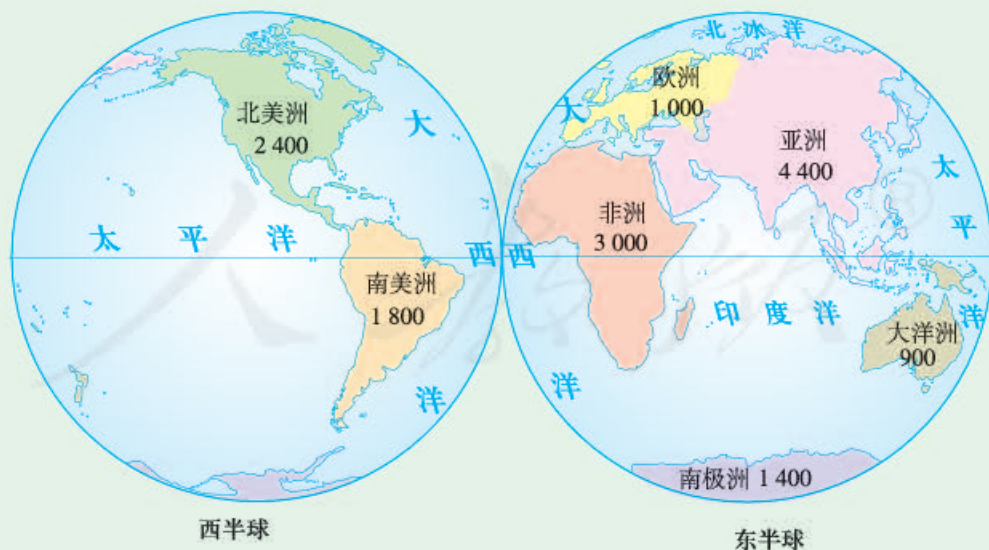 北美洲
2 400
大
太平洋
西
南美洲
1 800
洋
西半球
北冰洋
欧洲
1 000
大
亚洲
4 400
太
平
洋
非洲
3 000
西
印度洋
大洋洲
900
洋
南极洲 1 400
东半球